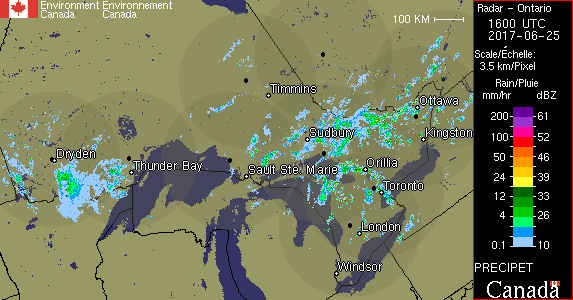 Environment Environnement
Canada Canada
100 KM
Timmins
Ottawa
Sudbury
Kingston
Dryden
Thunder Bay
Sault Ste. Marie
Orillia
Toronto
London
Windsor
Radar - Ontario
1600 UTC
2017-06-25
Scale/Échelle:
3.5 km/Pixel
Rain/Pluie
mm/hr dBZ
200 61
100 52
50 46
24 39
12 33
4 26
0.1 10
PRECIPET
Canada